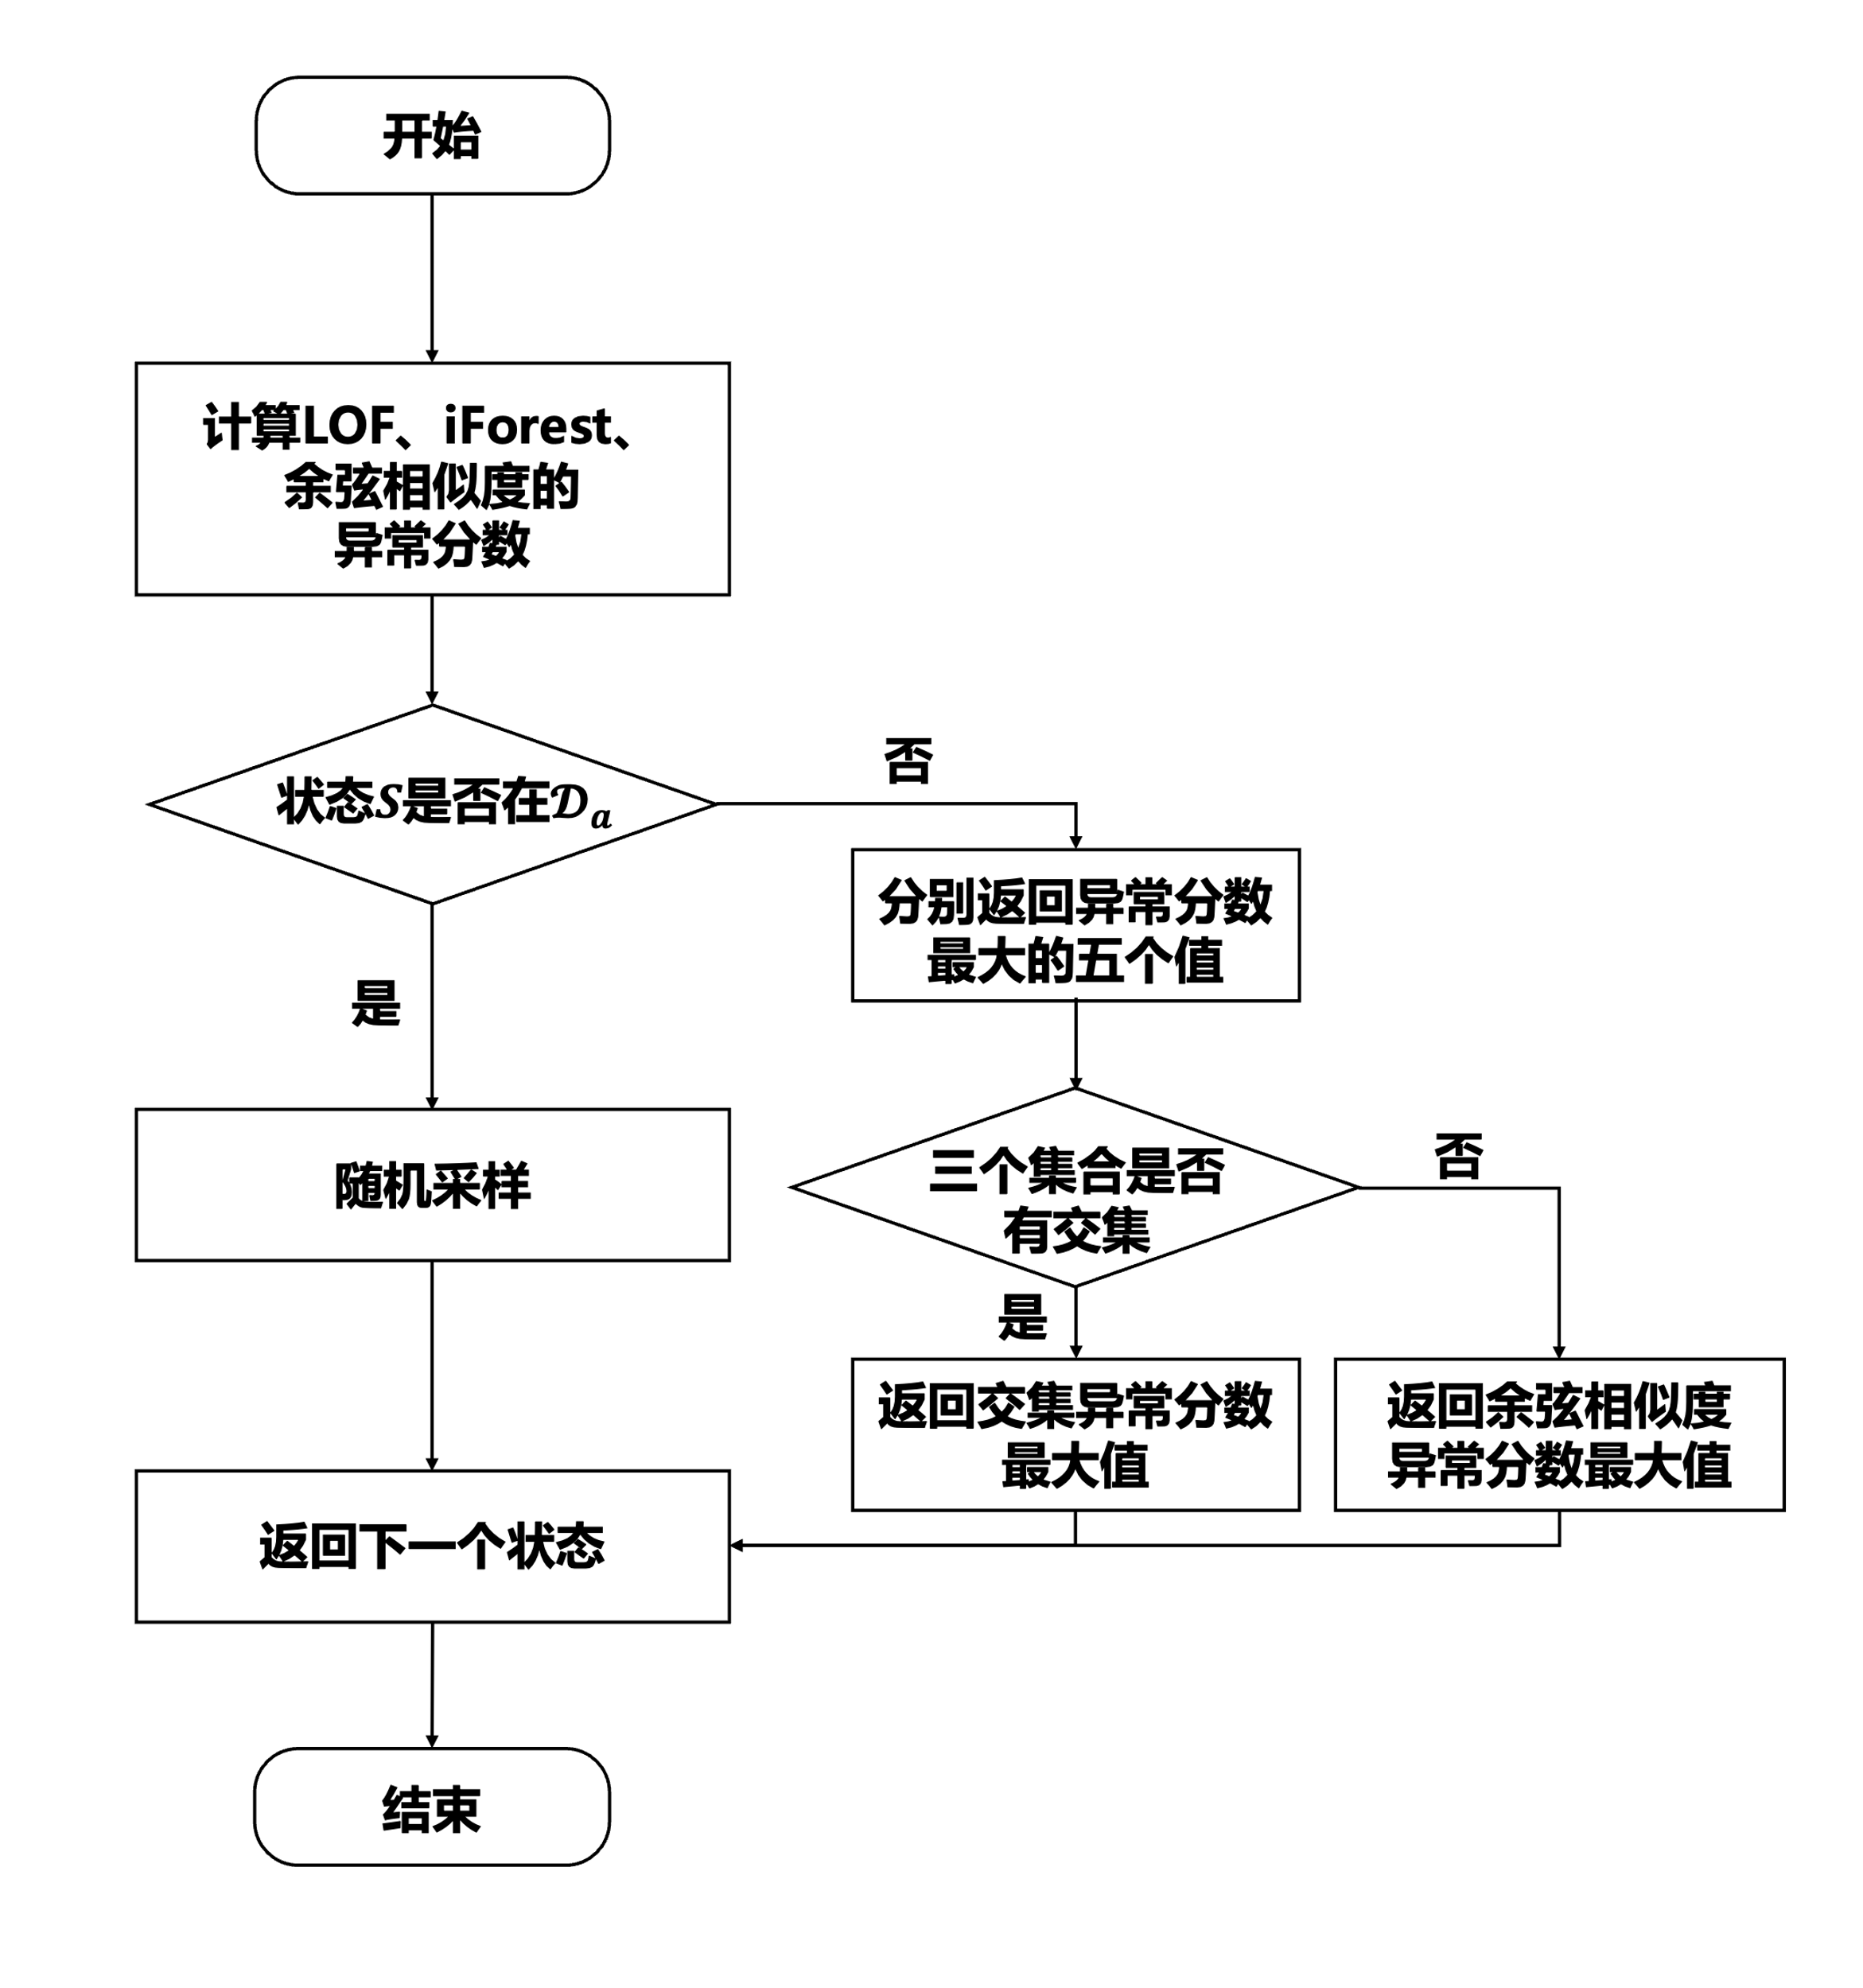 开始
计算LOF、iForest、
余弦相似度的
异常分数
状态S是否在𝒟ₐ
否
分别返回异常分数
最大的五个值
是
三个集合是否
有交集
否
随机采样
是
返回交集异常分数
最大值
返回余弦相似度
异常分数最大值
返回下一个状态
结束